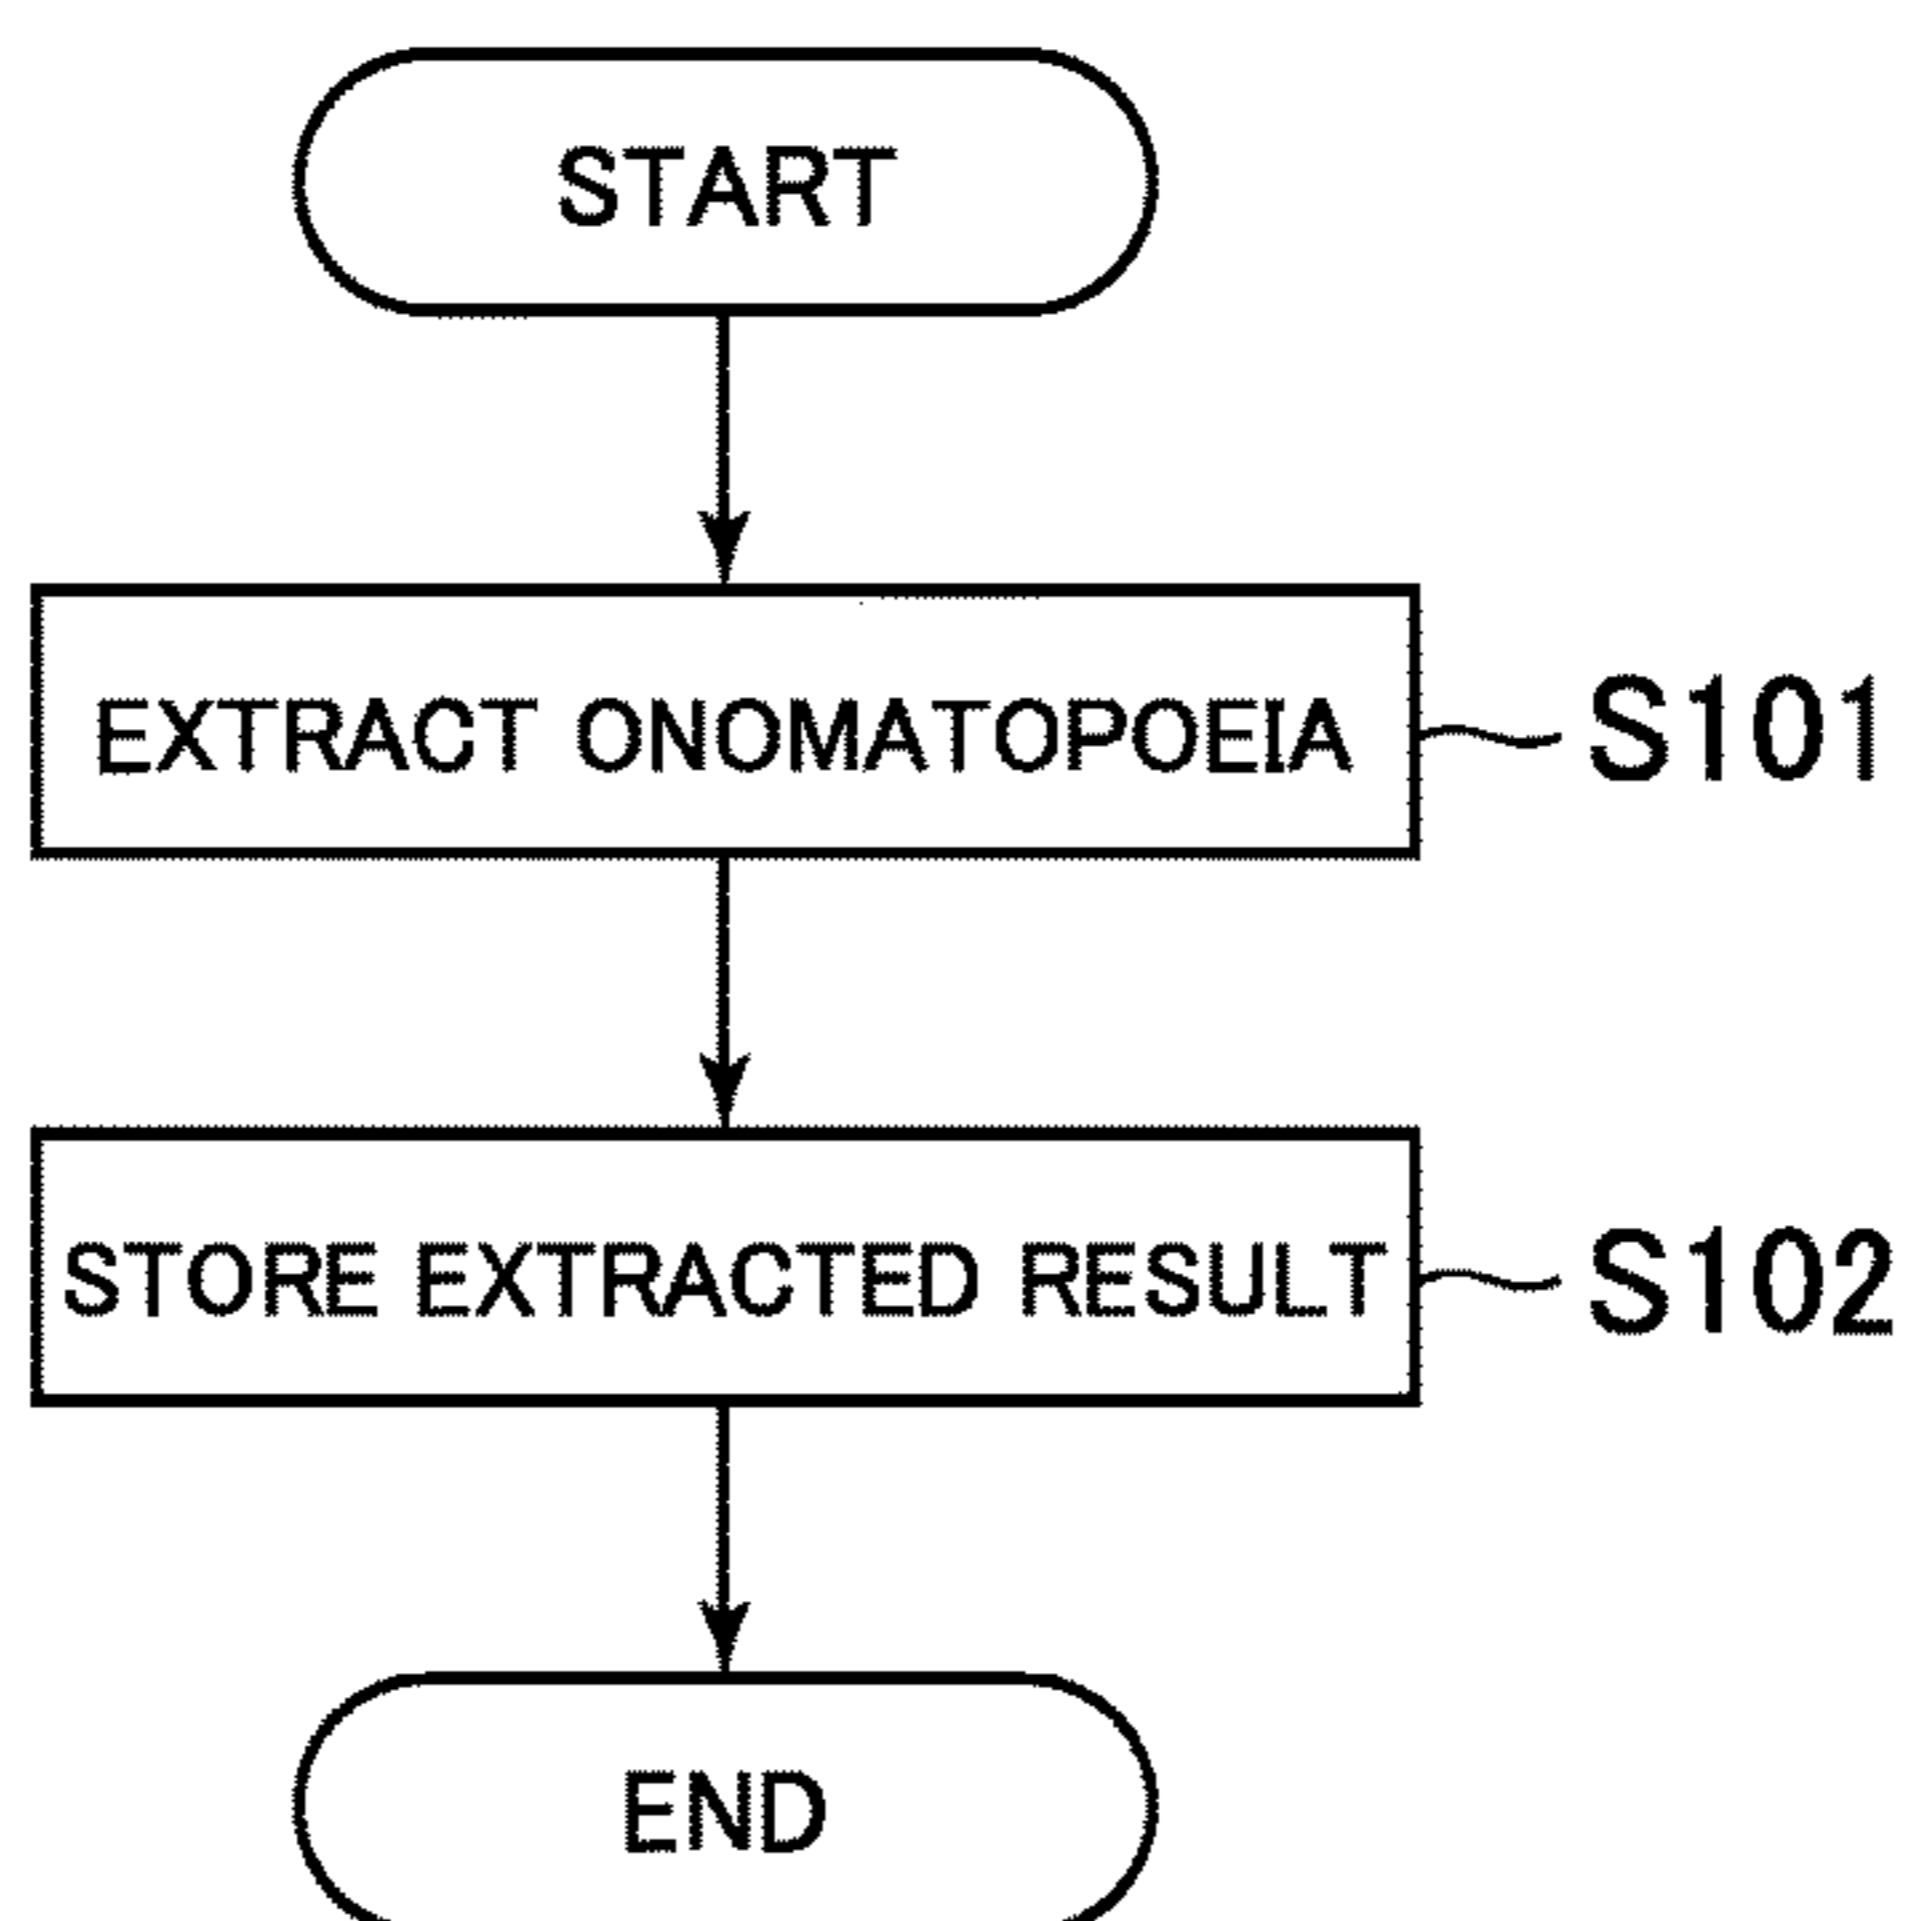 START
EXTRACT ONOMATOPOEIA S101
STORE EXTRACTED RESULT S102
END